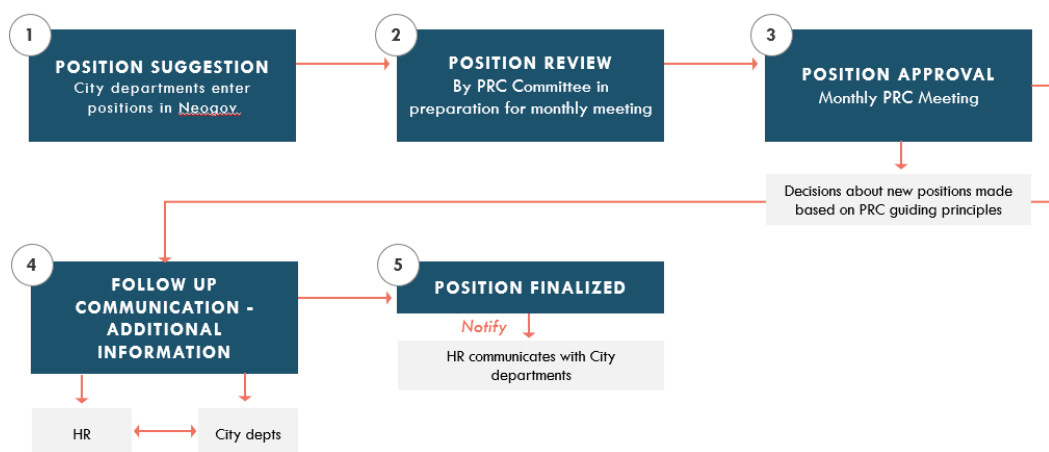 1
POSITION SUGGESTION
City departments enter
positions in Neogov
2
POSITION REVIEW
By PRC Committee in
preparation for monthly meeting
3
POSITION APPROVAL
Monthly PRC Meeting
Decisions about new positions made
based on PRC guiding principles
4
FOLLOW UP
COMMUNICATION -
ADDITIONAL
INFORMATION
HR
City depts
5
POSITION FINALIZED
Notify
HR communicates with City
departments